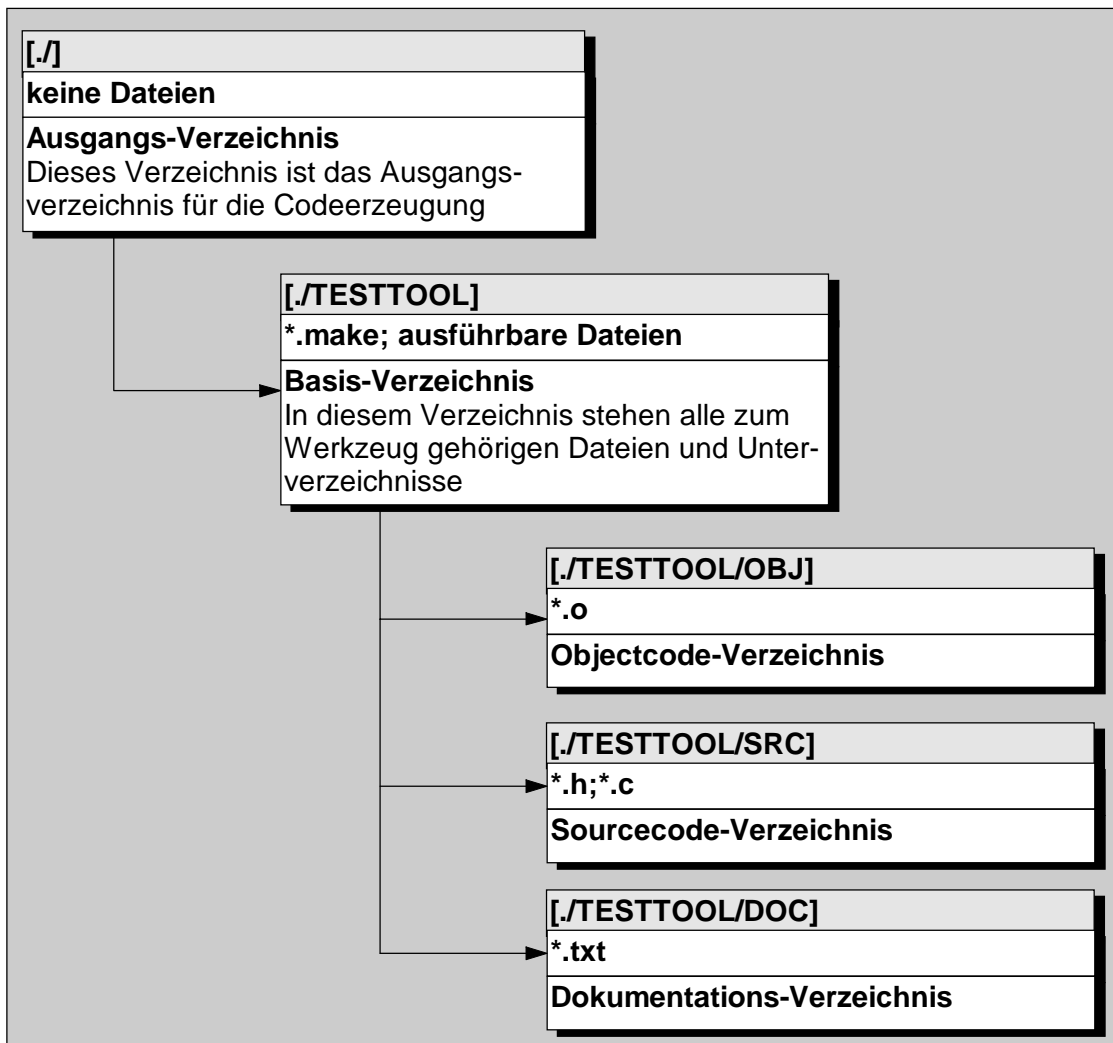 [./]
keine Dateien
Ausgangs-Verzeichnis
Dieses Verzeichnis ist das Ausgangs-
verzeichnis für die Codeerzeugung
[./TESTTOOL]
*.make; ausführbare Dateien
Basis-Verzeichnis
In diesem Verzeichnis stehen alle zum
Werkzeug gehörigen Dateien und Unter-
verzeichnisse
[./TESTTOOL/OBJ]
*.o
Objectcode-Verzeichnis
[./TESTTOOL/SRC]
*.h;*.c
Sourcecode-Verzeichnis
[./TESTTOOL/DOC]
*.txt
Dokumentations-Verzeichnis